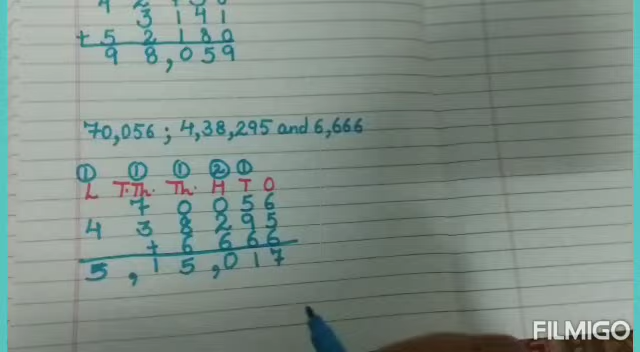 3 1 4 1
+ 5 2 1 8 0
9 8 , 0 5 9
70,056 ; 4,38,295 and 6,666
① ① ① ② ①
L T.Th. Th. H T O
7 0 0 5 6
4 3 8 2 9 5
+ 6 6 6 6
5 , 1 5 , 0 1 7
FILMIGO